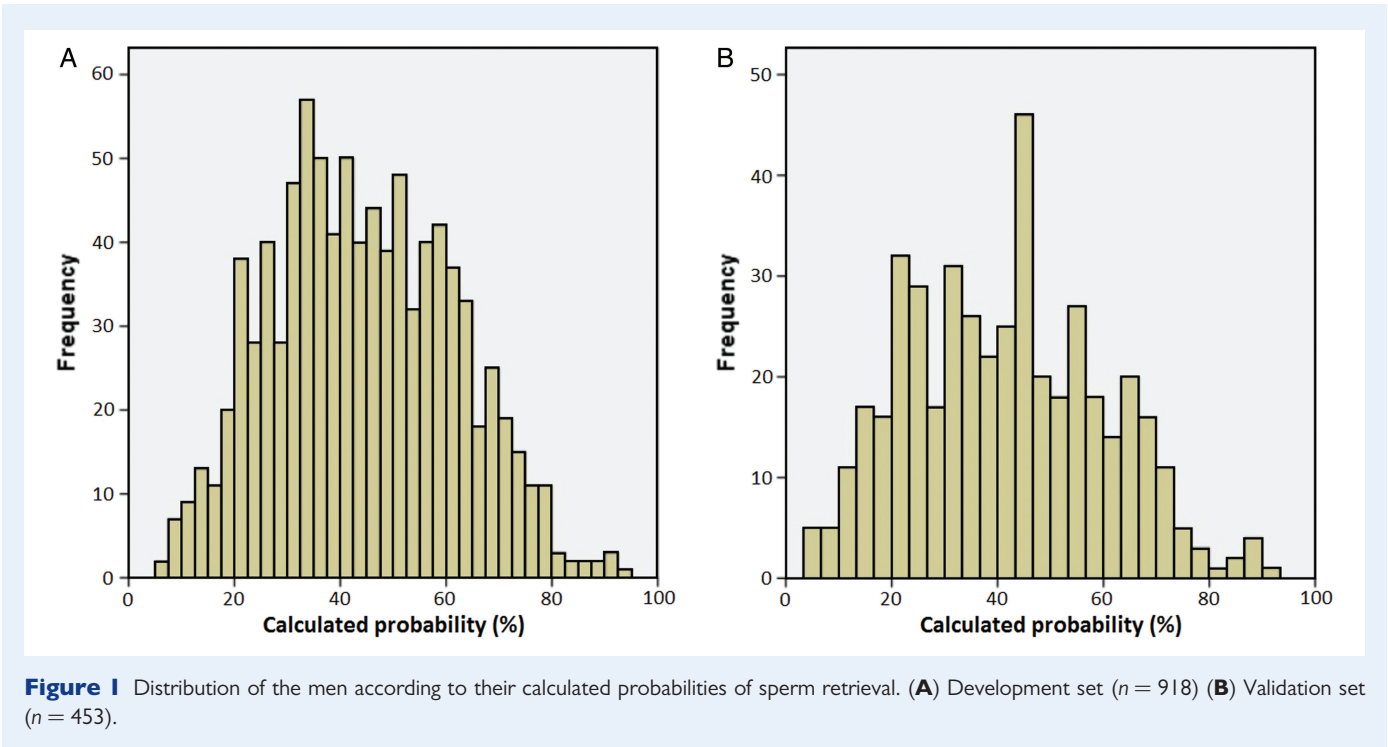 A
60
50
40
30
20
10
0
Frequency
0 20 40 60 80 100
Calculated probability (%)
B
50
40
30
20
10
0
Frequency
0 20 40 60 80 100
Calculated probability (%)
Figure 1 Distribution of the men according to their calculated probabilities of sperm retrieval. (A) Development set (n = 918) (B) Validation set
(n = 453).